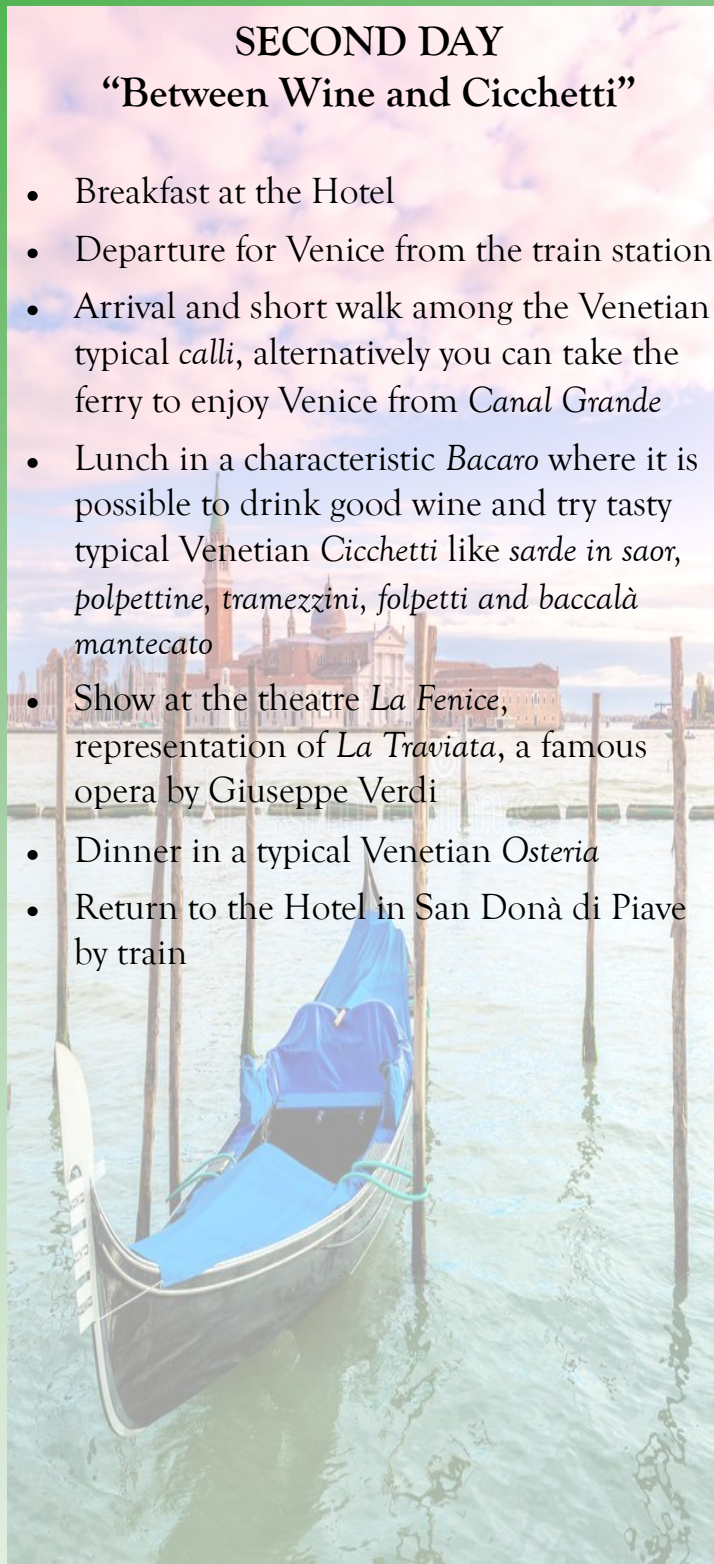 SECOND DAY
“Between Wine and Cicchetti”
• Breakfast at the Hotel
• Departure for Venice from the train station
• Arrival and short walk among the Venetian
typical calli, alternatively you can take the
ferry to enjoy Venice from Canal Grande
• Lunch in a characteristic Bacaro where it is
possible to drink good wine and try tasty
typical Venetian Cicchetti like sarde in saor,
polpettine, tramezzini, folpetti and baccalà
mantecato
• Show at the theatre La Fenice,
representation of La Traviata, a famous
opera by Giuseppe Verdi
• Dinner in a typical Venetian Osteria
• Return to the Hotel in San Donà di Piave
by train